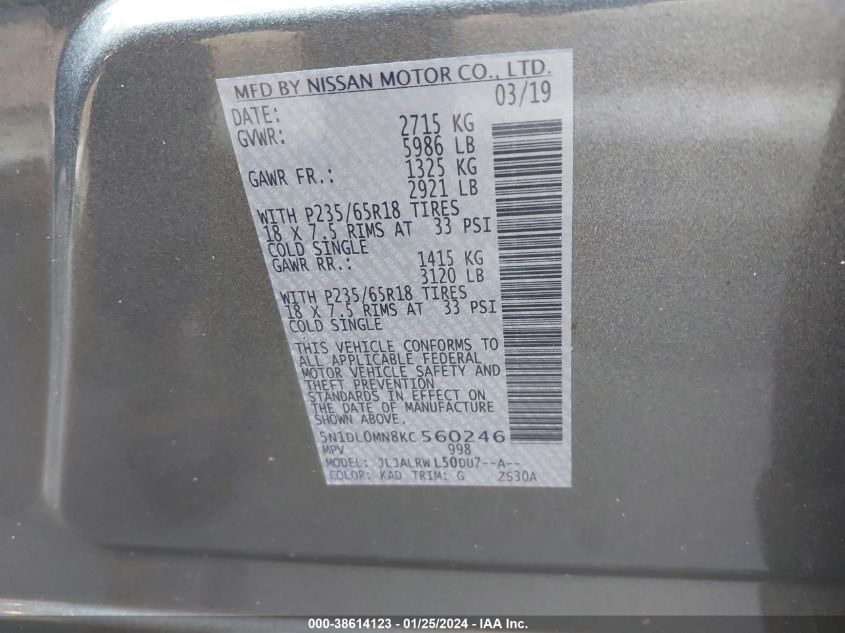 MFD BY NISSAN MOTOR CO., LTD.
DATE: 03/19
GVWR: 2715 KG
5986 LB
GAWR FR.: 1325 KG
2921 LB
WITH P235/65R18 TIRES
18 X 7.5 RIMS AT 33 PSI
COLD SINGLE
GAWR RR.: 1415 KG
3120 LB
WITH P235/65R18 TIRES
18 X 7.5 RIMS AT 33 PSI
COLD SINGLE
THIS VEHICLE CONFORMS TO
ALL APPLICABLE FEDERAL
MOTOR VEHICLE SAFETY AND
THEFT PREVENTION
STANDARDS IN EFFECT ON
THE DATE OF MANUFACTURE
SHOWN ABOVE.
5N1DL0MN8KC560246
MPV 998
MODEL: JLJALRWL50DU7--A--
COLOR: KAD TRIM: G ZS30A
000-38614123 — 01/25/2024 — IAA Inc.